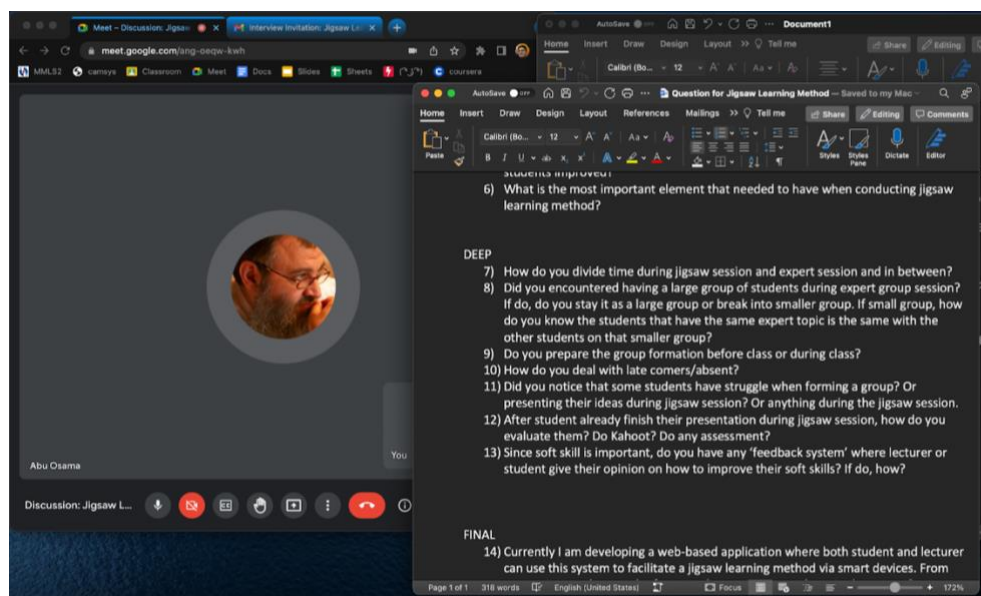 Meet – Discussion: Jigsaw
Interview Invitation: Jigsaw Le
meet.google.com/ang-oeqw-kwh
MMLS2 camsys Classroom Meet Docs Slides Sheets coursera
Abu Osama
You
Discussion: Jigsaw L...
AutoSave OFF Document1
Home Insert Draw Design Layout Tell me Share Editing
Calibri (Bo... 12 A A Aa A
AutoSave OFF Question for Jigsaw Learning Method — Saved to my Mac
Home Insert Draw Design Layout References Mailings Tell me Share Editing Comments
Paste Calibri (Bo... 12 A A Aa A Styles Styles Pane Dictate Editor
B I U ab x x A A
students improved?
6) What is the most important element that needed to have when conducting jigsaw
learning method?
DEEP
7) How do you divide time during jigsaw session and expert session and in between?
8) Did you encountered having a large group of students during expert group session?
If do, do you stay it as a large group or break into smaller group. If small group, how
do you know the students that have the same expert topic is the same with the
other students on that smaller group?
9) Do you prepare the group formation before class or during class?
10) How do you deal with late comers/absent?
11) Did you notice that some students have struggle when forming a group? Or
presenting their ideas during jigsaw session? Or anything during the jigsaw session.
12) After student already finish their presentation during jigsaw session, how do you
evaluate them? Do Kahoot? Do any assessment?
13) Since soft skill is important, do you have any ‘feedback system’ where lecturer or
student give their opinion on how to improve their soft skills? If do, how?
FINAL
14) Currently I am developing a web-based application where both student and lecturer
can use this system to facilitate a jigsaw learning method via smart devices. From
Page 1 of 1 318 words English (United States) Focus 172%